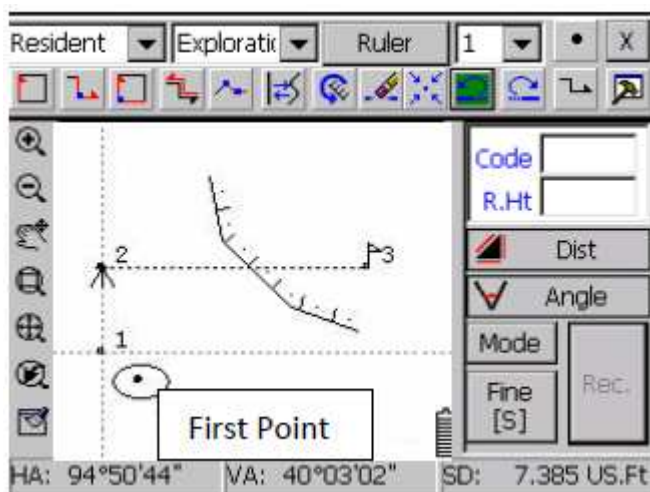 Resident Exploratic Ruler 1 X
Code
R.Ht
2
3
Dist
Angle
1
Mode
Fine
[S]
Rec.
First Point
HA: 94°50'44" VA: 40°03'02" SD: 7.385 US.Ft